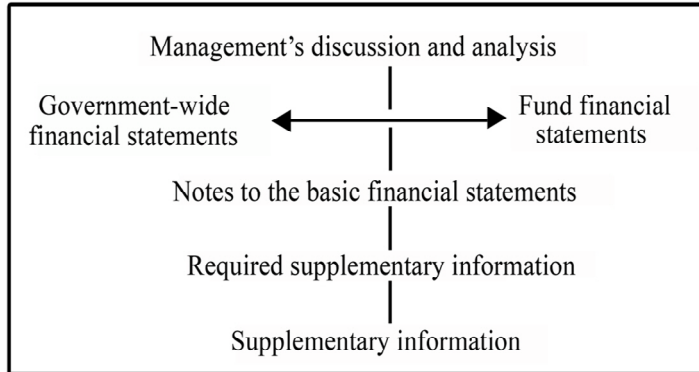 Management’s discussion and analysis
Government-wide
financial statements
Fund financial
statements
Notes to the basic financial statements
Required supplementary information
Supplementary information